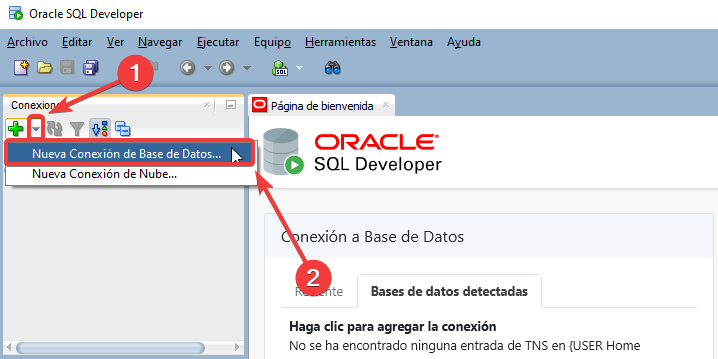 Oracle SQL Developer
Archivo Editar Ver Navegar Ejecutar Equipo Herramientas Ventana Ayuda
SQL
1
Conexion
Página de bienvenida
Nueva Conexión de Base de Datos...
Nueva Conexión de Nube...
ORACLE
SQL Developer
Conexión a Base de Datos
2
Bases de datos detectadas
Haga clic para agregar la conexión
No se ha encontrado ninguna entrada de TNS en {USER Home